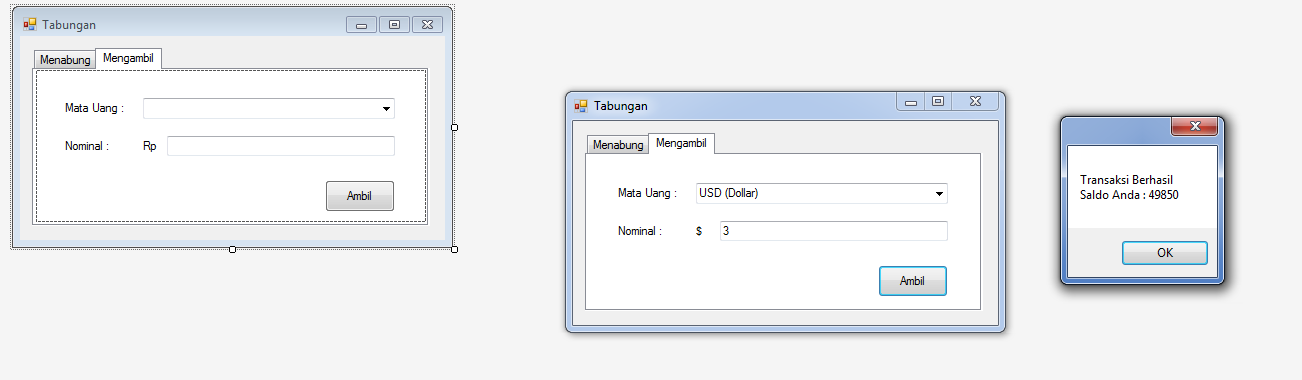 Tabungan
Menabung Mengambil
Mata Uang :
Nominal : Rp
Ambil
Tabungan
Menabung Mengambil
Mata Uang : USD (Dollar)
Nominal : $ 3
Ambil
Transaksi Berhasil
Saldo Anda : 49850
OK